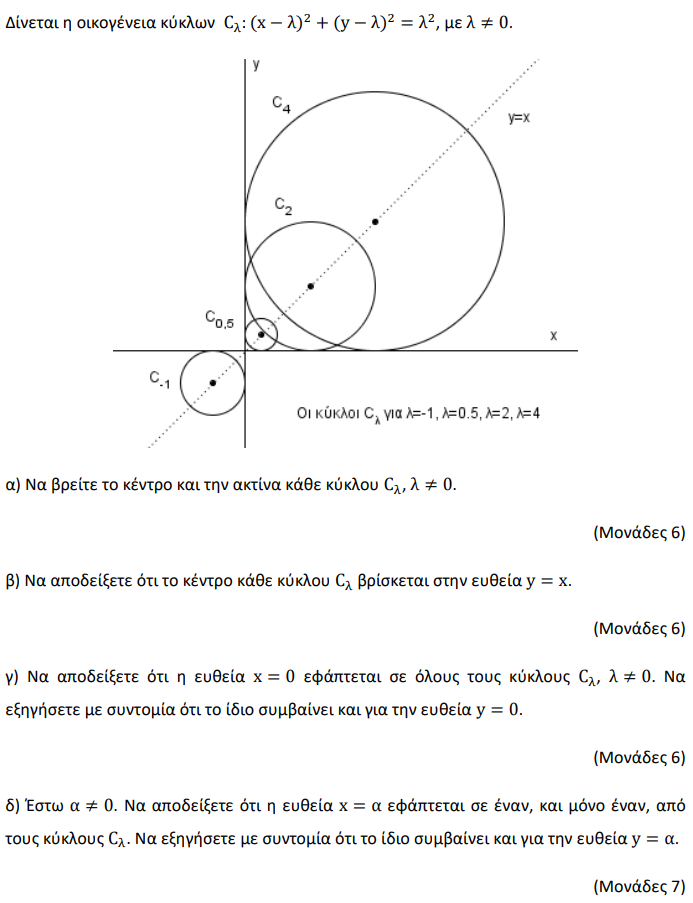 Δίνεται η οικογένεια κύκλων C_λ: (x − λ)² + (y − λ)² = λ², με λ ≠ 0.
y
C₄
y=x
C₂
C₀,₅
x
C₋₁
Οι κύκλοι C_λ για λ=-1, λ=0.5, λ=2, λ=4
α) Να βρείτε το κέντρο και την ακτίνα κάθε κύκλου C_λ, λ ≠ 0.
(Μονάδες 6)
β) Να αποδείξετε ότι το κέντρο κάθε κύκλου C_λ βρίσκεται στην ευθεία y = x.
(Μονάδες 6)
γ) Να αποδείξετε ότι η ευθεία x = 0 εφάπτεται σε όλους τους κύκλους C_λ, λ ≠ 0. Να
εξηγήσετε με συντομία ότι το ίδιο συμβαίνει και για την ευθεία y = 0.
(Μονάδες 6)
δ) Έστω α ≠ 0. Να αποδείξετε ότι η ευθεία x = α εφάπτεται σε έναν, και μόνο έναν, από
τους κύκλους C_λ. Να εξηγήσετε με συντομία ότι το ίδιο συμβαίνει και για την ευθεία y = α.
(Μονάδες 7)